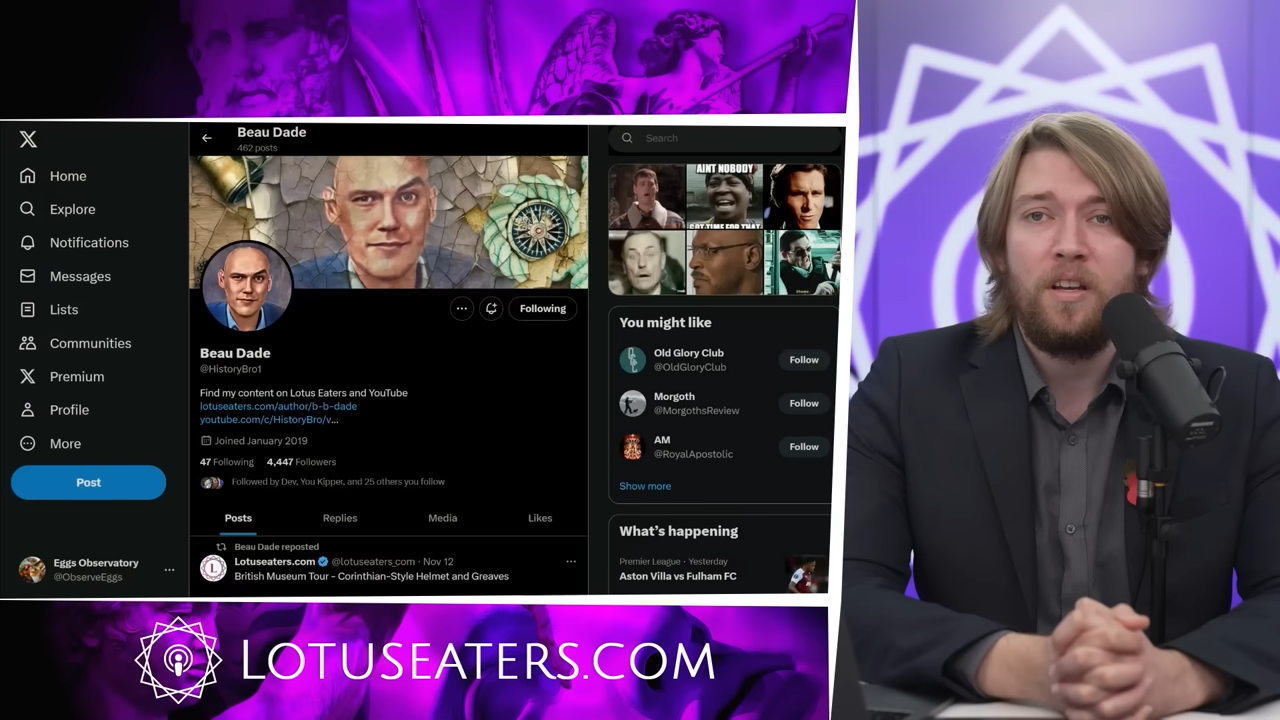 Beau Dade
462 posts
Search
Home
Explore
Notifications
Messages
Lists
Communities
Premium
Profile
More
Post
Eggs Observatory
@ObserveEggs
Following
Beau Dade
@HistoryBro1
Find my content on Lotus Eaters and YouTube
lotuseaters.com/author/b-b-dade
youtube.com/c/HistoryBro/v...
Joined January 2019
47 Following 4,447 Followers
Followed by Dev, You Kipper, and 25 others you follow
Posts Replies Media Likes
Beau Dade reposted
Lotuseaters.com @lotuseaters_com · Nov 12
British Museum Tour - Corinthian-Style Helmet and Greaves
AINT NOBODY
GOT TIME FOR THAT
You might like
Old Glory Club
@OldGloryClub
Follow
Morgoth
@MorgothsReview
Follow
AM
@RoyalApostolic
Follow
Show more
What's happening
Premier League · Yesterday
Aston Villa vs Fulham FC
LOTUSEATERS.COM